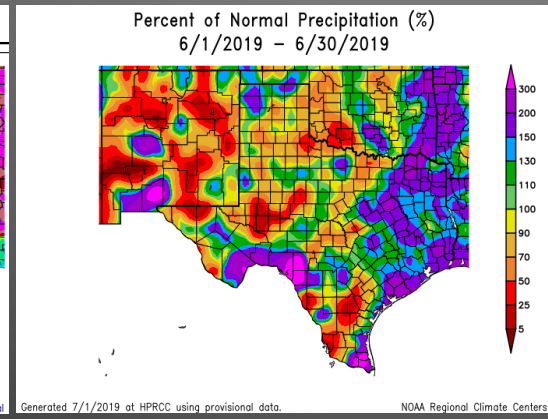 Percent of Normal Precipitation (%)
6/1/2019 – 6/30/2019
300
200
150
130
110
100
90
70
50
25
5
Generated 7/1/2019 at HPRCC using provisional data.
NOAA Regional Climate Centers